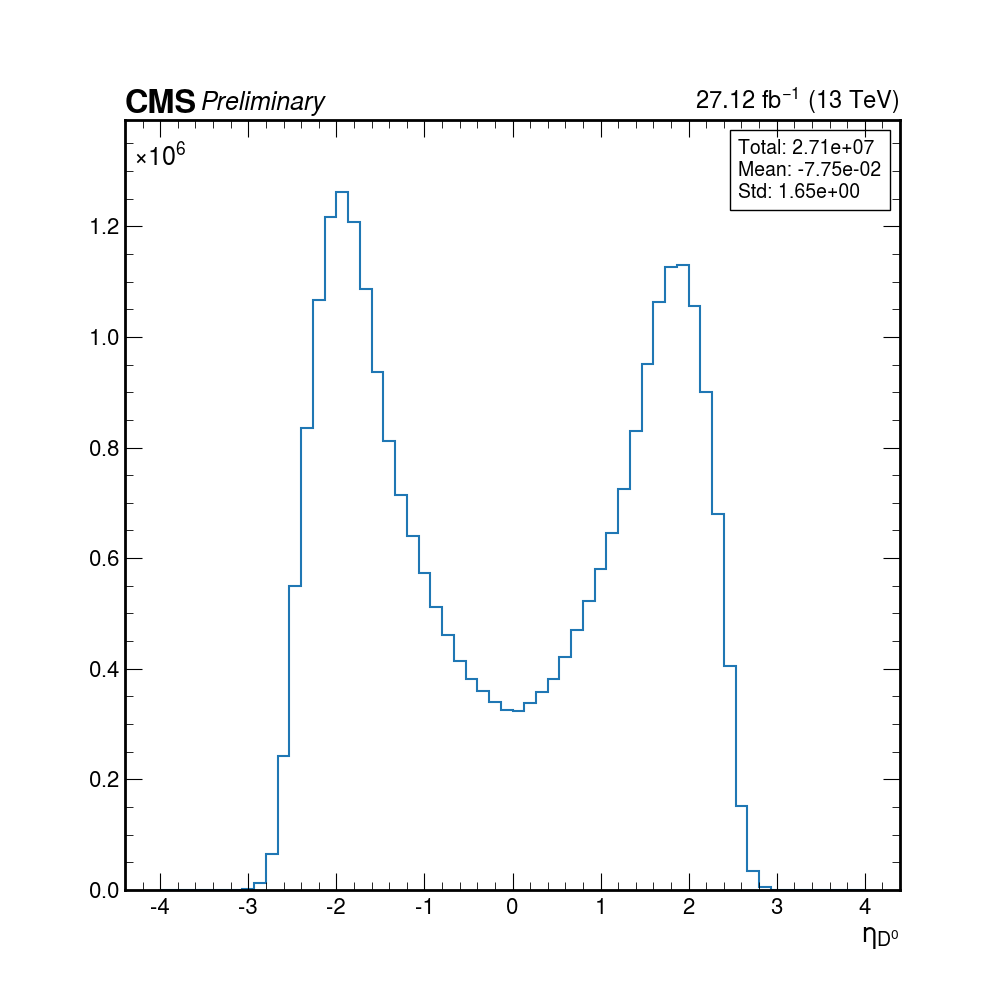 CMS Preliminary 27.12 fb⁻¹ (13 TeV)
×10⁶
Total: 2.71e+07
Mean: -7.75e-02
Std: 1.65e+00
1.2
1.0
0.8
0.6
0.4
0.2
0.0
-4 -3 -2 -1 0 1 2 3 4
η_D⁰